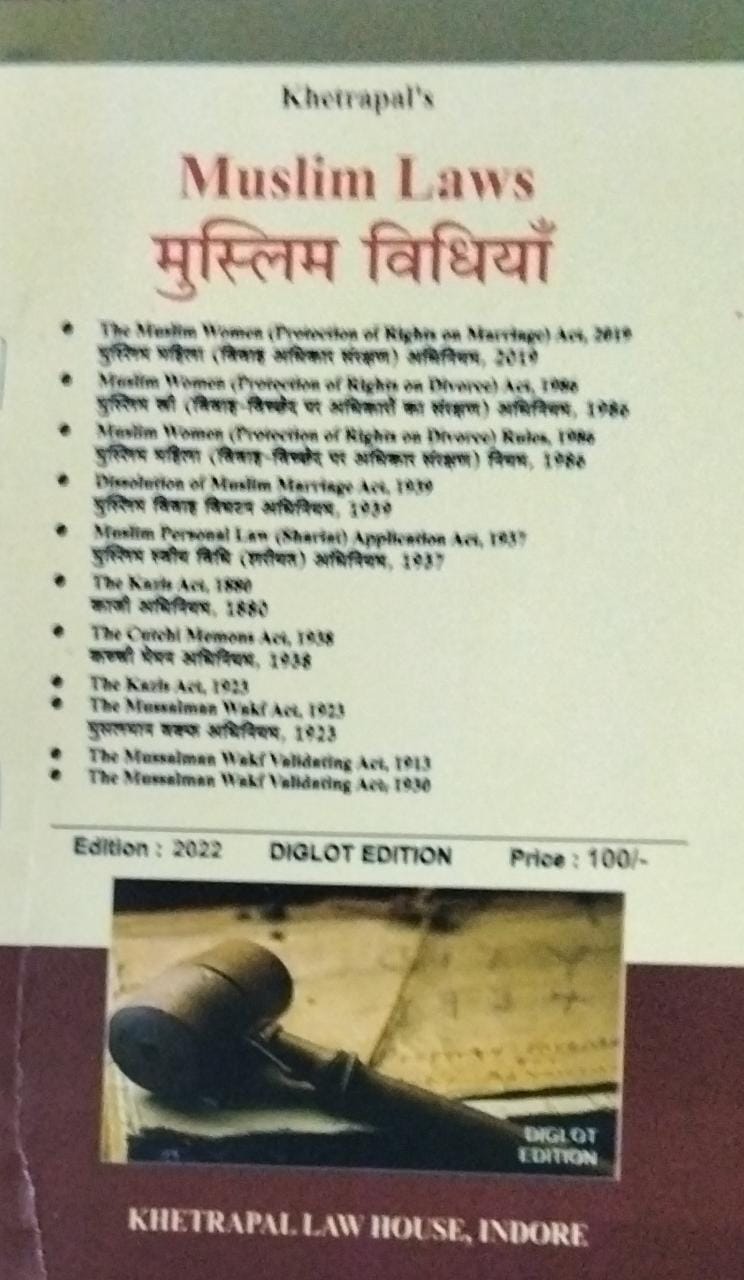 Khetrapal's
Muslim Laws
मुस्लिम विधियाँ
The Muslim Women (Protection of Rights on Marriage) Act, 2019
मुस्लिम महिला (विवाह अधिकार संरक्षण) अधिनियम, 2019
Muslim Women (Protection of Rights on Divorce) Act, 1986
मुस्लिम स्त्री (विवाह-विच्छेद पर अधिकारों का संरक्षण) अधिनियम, 1986
Muslim Women (Protection of Rights on Divorce) Rules, 1986
मुस्लिम महिला (विवाह-विच्छेद पर अधिकार संरक्षण) नियम, 1986
Dissolution of Muslim Marriage Act, 1939
मुस्लिम विवाह विघटन अधिनियम, 1939
Muslim Personal Law (Shariat) Application Act, 1937
मुस्लिम स्वीय विधि (शरीयत) अधिनियम, 1937
The Kazis Act, 1880
काजी अधिनियम, 1880
The Cutchi Memons Act, 1938
कच्छी मेमन अधिनियम, 1938
The Kazis Act, 1923
The Mussalman Wakf Act, 1923
मुसलमान वक्फ अधिनियम, 1923
The Mussalman Wakf Validating Act, 1913
The Mussalman Wakf Validating Act, 1930
Edition : 2022 DIGLOT EDITION Price : 100/-
DIGLOT
EDITION
KHETRAPAL LAW HOUSE, INDORE